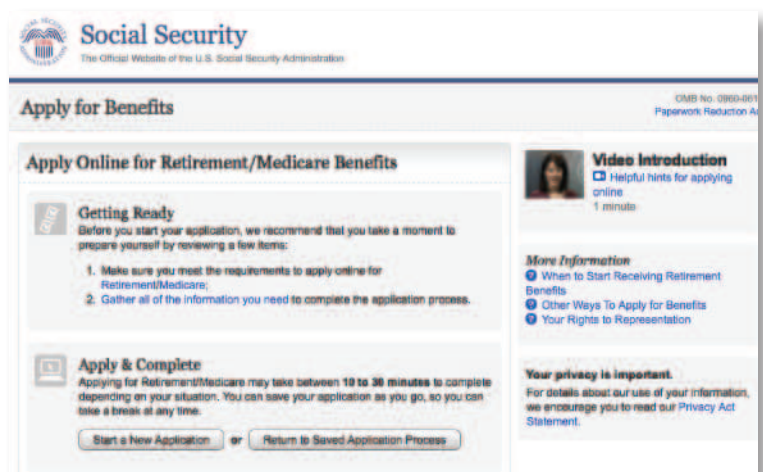 Social Security
The Official Website of the U.S. Social Security Administration
Apply for Benefits
OMB No. 0960-061
Paperwork Reduction A
Apply Online for Retirement/Medicare Benefits
Getting Ready
Before you start your application, we recommend that you take a moment to
prepare yourself by reviewing a few items:
1. Make sure you meet the requirements to apply online for
Retirement/Medicare;
2. Gather all of the information you need to complete the application process.
Apply & Complete
Applying for Retirement/Medicare may take between 10 to 30 minutes to complete
depending on your situation. You can save your application as you go, so you can
take a break at any time.
Start a New Application or Return to Saved Application Process
Video Introduction
Helpful hints for applying
online
1 minute
More Information
When to Start Receiving Retirement
Benefits
Other Ways To Apply for Benefits
Your Rights to Representation
Your privacy is important.
For details about our use of your information,
we encourage you to read our Privacy Act
Statement.